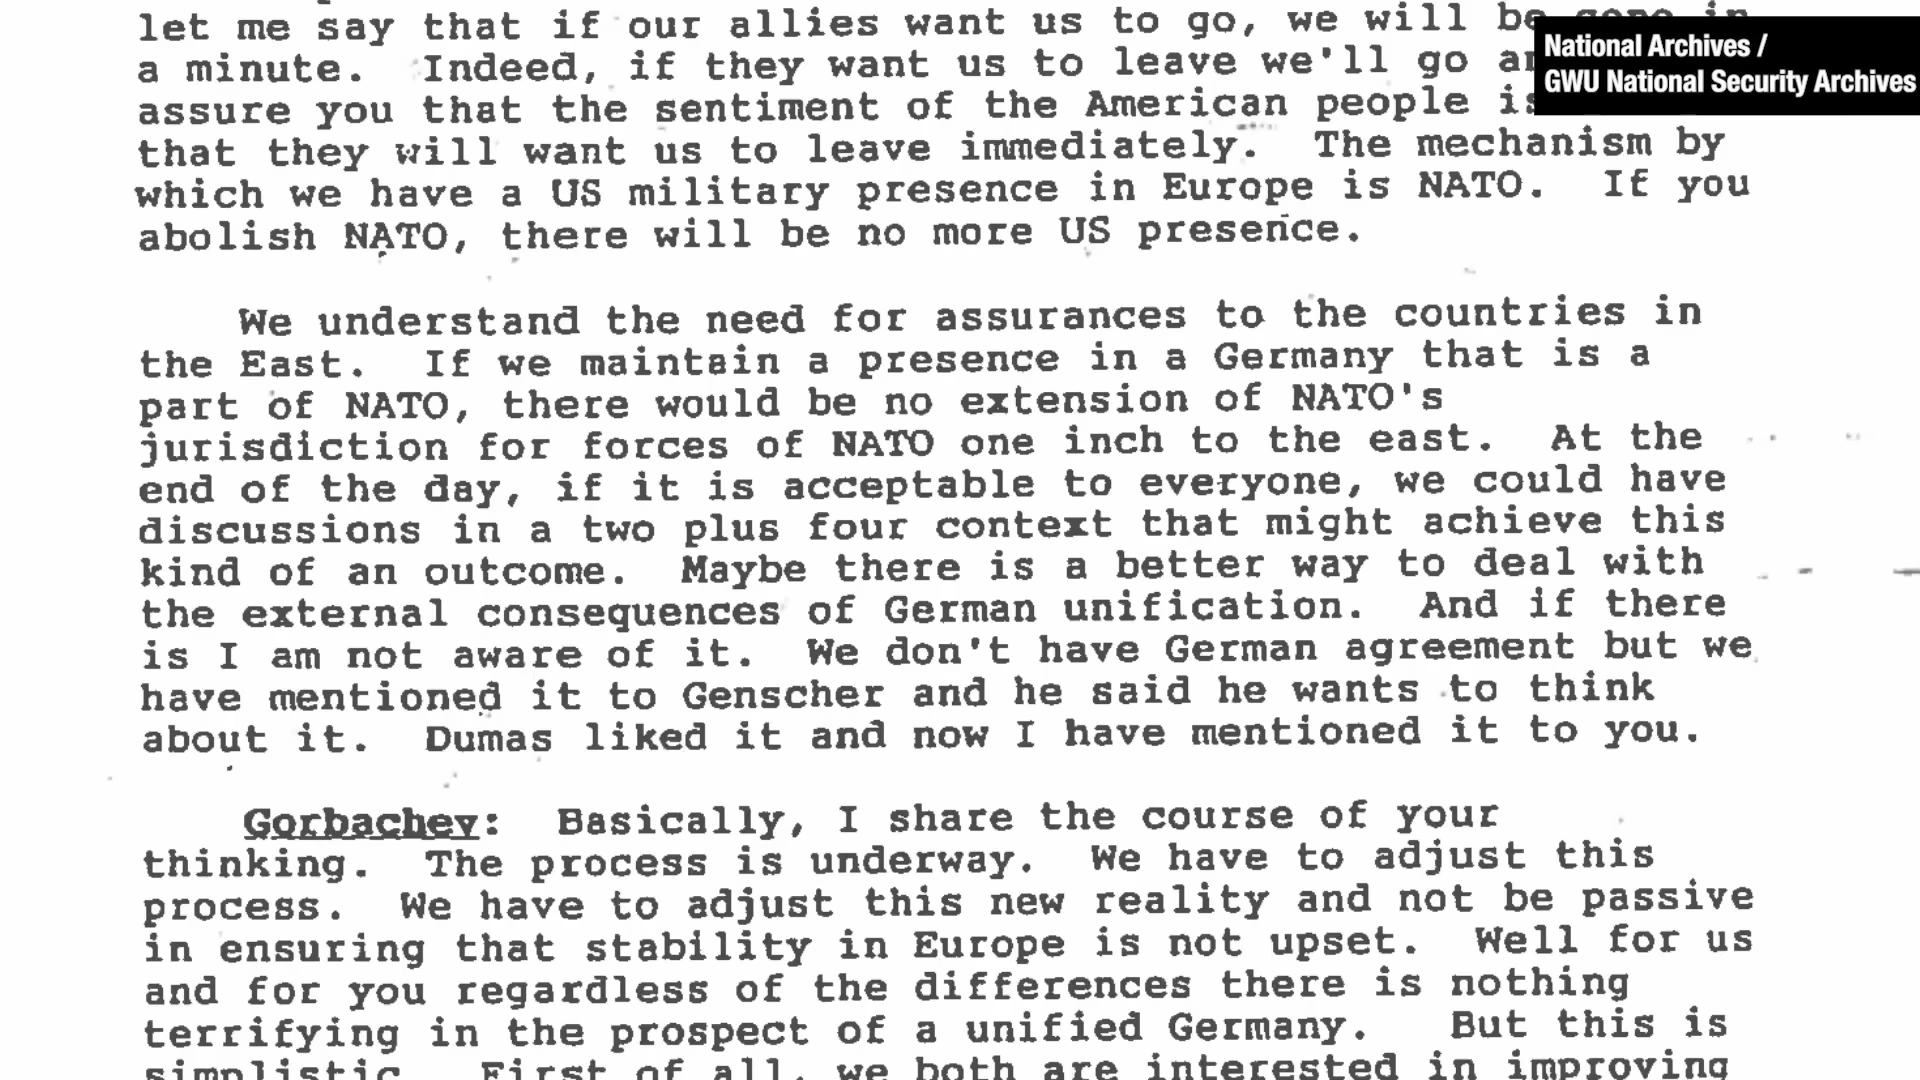 let me say that if our allies want us to go, we will be gone in
a minute. Indeed, if they want us to leave we'll go
assure you that the sentiment of the American people is
that they will want us to leave immediately. The mechanism by
which we have a US military presence in Europe is NATO. If you
abolish NATO, there will be no more US presence.
We understand the need for assurances to the countries in
the East. If we maintain a presence in a Germany that is a
part of NATO, there would be no extension of NATO's
jurisdiction for forces of NATO one inch to the east. At the
end of the day, if it is acceptable to everyone, we could have
discussions in a two plus four context that might achieve this
kind of an outcome. Maybe there is a better way to deal with
the external consequences of German unification. And if there
is I am not aware of it. We don't have German agreement but we
have mentioned it to Genscher and he said he wants to think
about it. Dumas liked it and now I have mentioned it to you.
Gorbachev: Basically, I share the course of your
thinking. The process is underway. We have to adjust this
process. We have to adjust this new reality and not be passive
in ensuring that stability in Europe is not upset. Well for us
and for you regardless of the differences there is nothing
terrifying in the prospect of a unified Germany. But this is
simplistic. First of all, we both are interested in improving
National Archives /
GWU National Security Archives